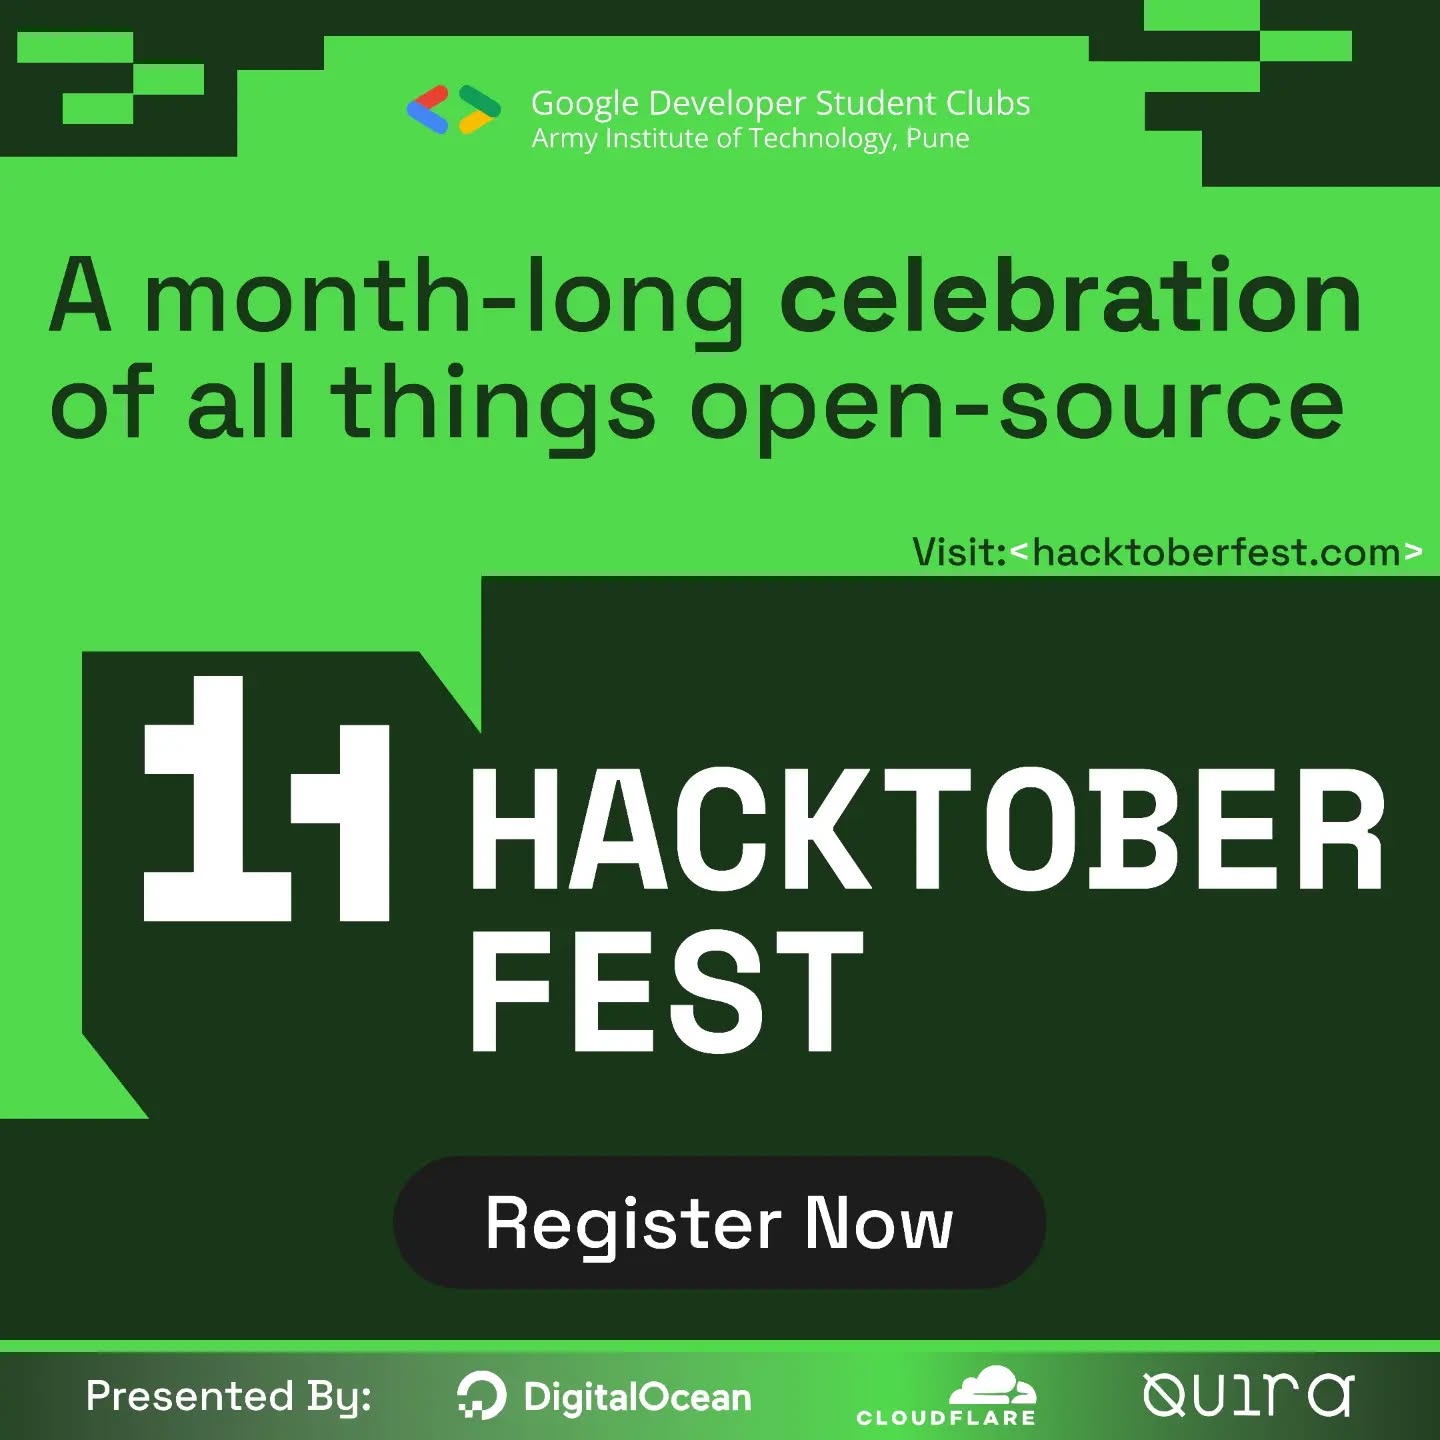 Google Developer Student Clubs
Army Institute of Technology, Pune
A month-long celebration
of all things open-source
Visit:<hacktoberfest.com>
11
HACKTOBER
FEST
Register Now
Presented By: DigitalOcean CLOUDFLARE QUIRA